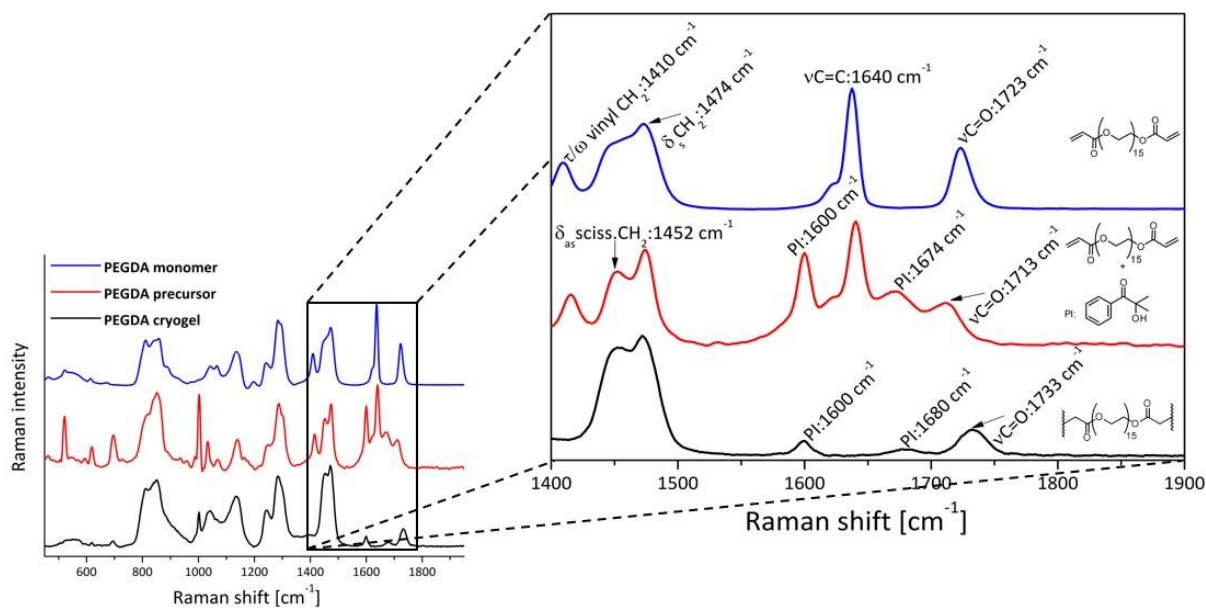 PEGDA monomer
PEGDA precursor
PEGDA cryogel
Raman intensity
600 800 1000 1200 1400 1600 1800
Raman shift [cm⁻¹]
τ/ω vinyl CH₂:1410 cm⁻¹
δₛCH₂:1474 cm⁻¹
νC=C:1640 cm⁻¹
νC=O:1723 cm⁻¹
O
O
O
15
O
δₐₛsciss.CH₂:1452 cm⁻¹
PI:1600 cm⁻¹
PI:1674 cm⁻¹
νC=O:1713 cm⁻¹
O
O
O
15
O
+
PI:
O
OH
PI:1600 cm⁻¹
PI:1680 cm⁻¹
νC=O:1733 cm⁻¹
O
O
O
15
O
1400 1500 1600 1700 1800 1900
Raman shift [cm⁻¹]